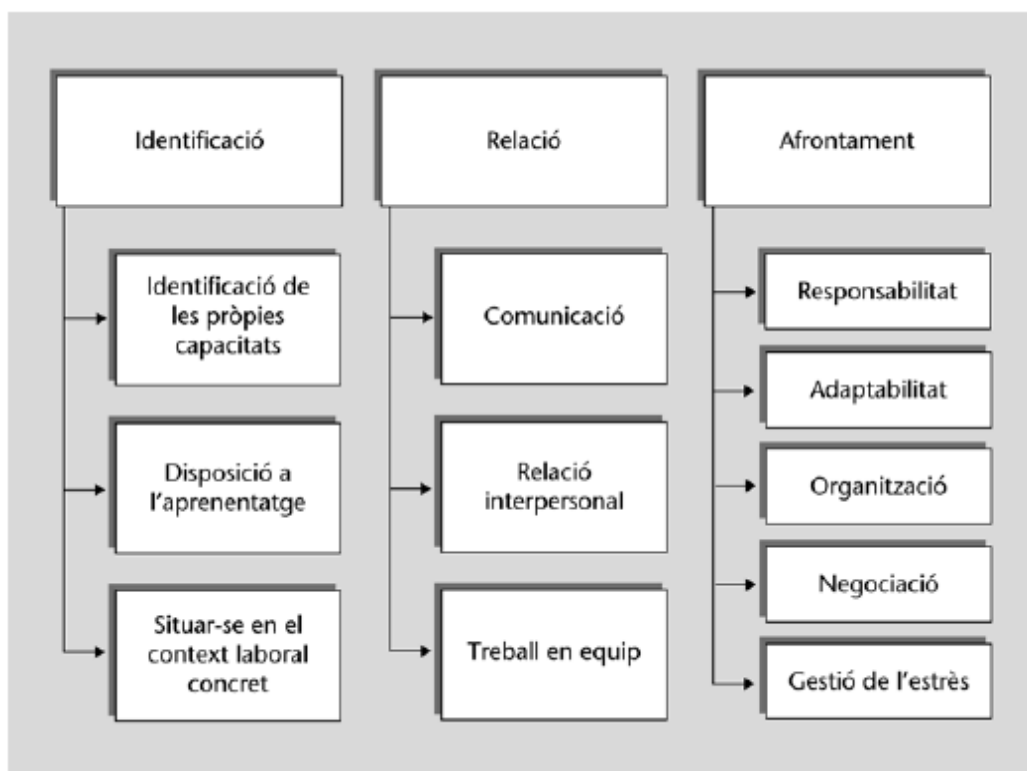 Identificació
Identificació de
les pròpies
capacitats
Disposició a
l'aprenentatge
Situar-se en el
context laboral
concret
Relació
Comunicació
Relació
interpersonal
Treball en equip
Afrontament
Responsabilitat
Adaptabilitat
Organització
Negociació
Gestió de l'estrès